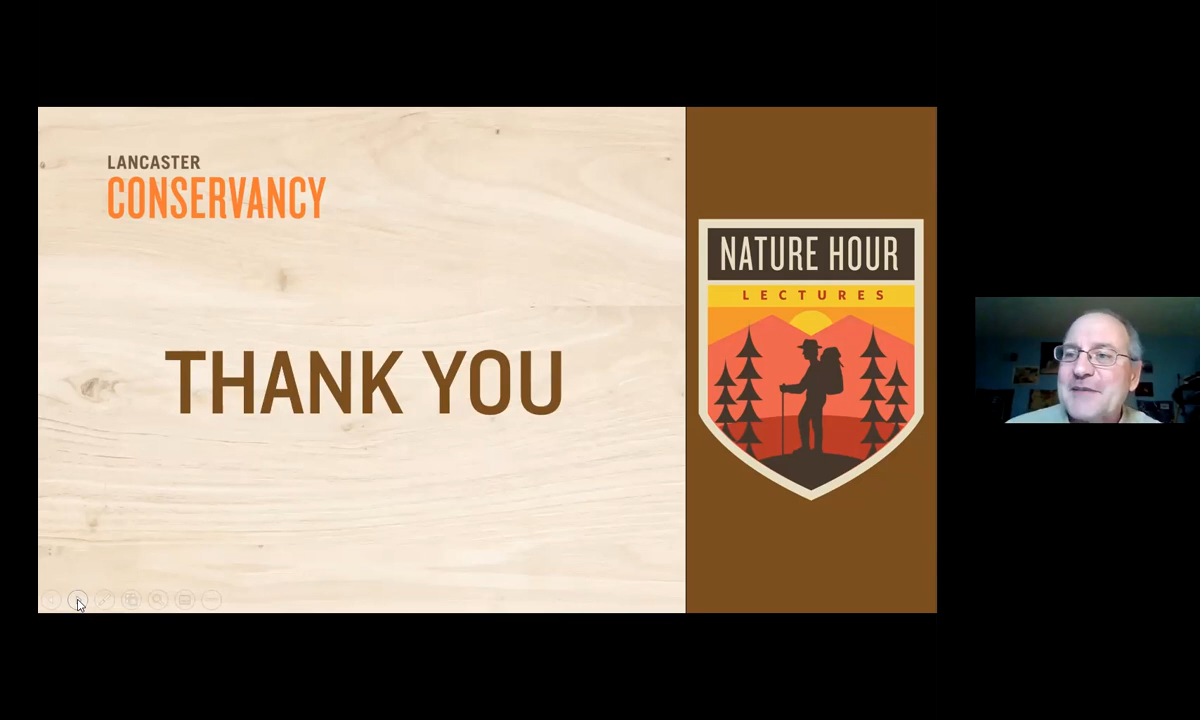 LANCASTER
CONSERVANCY
THANK YOU
NATURE HOUR
LECTURES